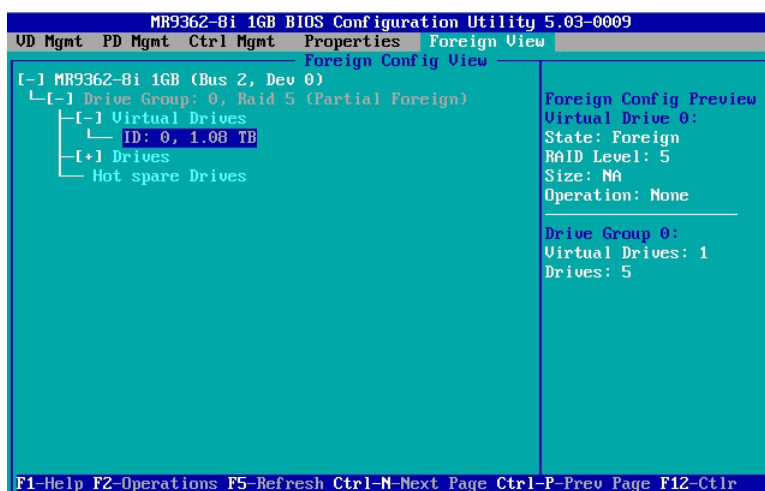 MR9362-8i 1GB BIOS Configuration Utility 5.03-0009
VD Mgmt PD Mgmt Ctrl Mgmt Properties Foreign View
Foreign Config View
[-] MR9362-8i 1GB (Bus 2, Dev 0)
[-] Drive Group: 0, Raid 5 (Partial Foreign)
[-] Virtual Drives
ID: 0, 1.08 TB
[+] Drives
Hot spare Drives
Foreign Config Preview
Virtual Drive 0:
State: Foreign
RAID Level: 5
Size: NA
Operation: None
Drive Group 0:
Virtual Drives: 1
Drives: 5
F1-Help F2-Operations F5-Refresh Ctrl-N-Next Page Ctrl-P-Prev Page F12-Ctlr